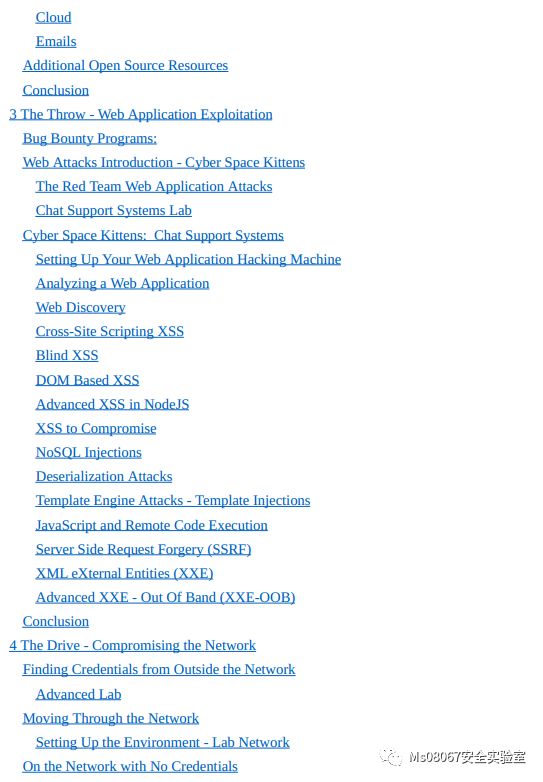 Cloud
Emails
Additional Open Source Resources
Conclusion
3 The Throw - Web Application Exploitation
Bug Bounty Programs:
Web Attacks Introduction - Cyber Space Kittens
The Red Team Web Application Attacks
Chat Support Systems Lab
Cyber Space Kittens:  Chat Support Systems
Setting Up Your Web Application Hacking Machine
Analyzing a Web Application
Web Discovery
Cross-Site Scripting XSS
Blind XSS
DOM Based XSS
Advanced XSS in NodeJS
XSS to Compromise
NoSQL Injections
Deserialization Attacks
Template Engine Attacks - Template Injections
JavaScript and Remote Code Execution
Server Side Request Forgery (SSRF)
XML eXternal Entities (XXE)
Advanced XXE - Out Of Band (XXE-OOB)
Conclusion
4 The Drive - Compromising the Network
Finding Credentials from Outside the Network
Advanced Lab
Moving Through the Network
Setting Up the Environment - Lab Network
On the Network with No Credentials
Ms08067安全实验室